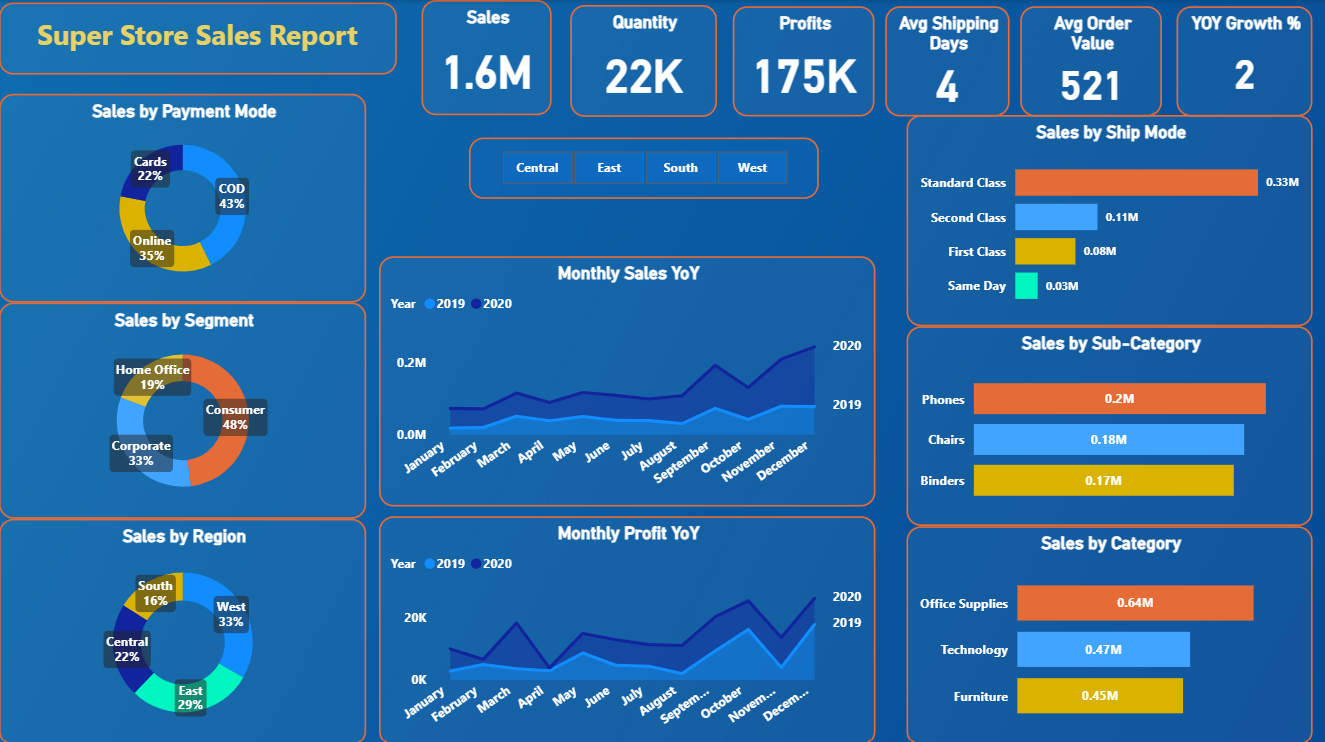 Super Store Sales Report
Sales
1.6M
Quantity
22K
Profits
175K
Avg Shipping
Days
4
Avg Order
Value
521
YOY Growth %
2
Sales by Payment Mode
Cards
22%
COD
43%
Online
35%
Central
East
South
West
Sales by Ship Mode
Standard Class
0.33M
Second Class
0.11M
First Class
0.08M
Same Day
0.03M
Sales by Segment
Home Office
19%
Consumer
48%
Corporate
33%
Monthly Sales YoY
Year 2019 2020
0.2M
0.0M
2020
2019
January
February
March
April
May
June
July
August
September
October
November
December
Sales by Sub-Category
Phones
0.2M
Chairs
0.18M
Binders
0.17M
Sales by Region
South
16%
West
33%
Central
22%
East
29%
Monthly Profit YoY
Year 2019 2020
20K
0K
2020
2019
January
February
March
April
May
June
July
August
Septem...
October
Novem...
Decem...
Sales by Category
Office Supplies
0.64M
Technology
0.47M
Furniture
0.45M